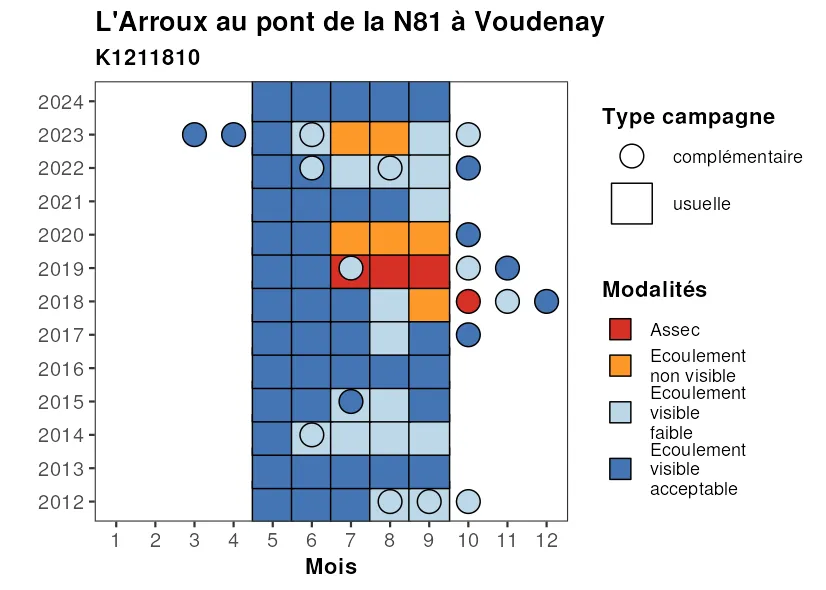 L'Arroux au pont de la N81 à Voudenay
K1211810
2024
2023
2022
2021
2020
2019
2018
2017
2016
2015
2014
2013
2012
1 2 3 4 5 6 7 8 9 10 11 12
Mois
Type campagne
complémentaire
usuelle
Modalités
Assec
Ecoulement
non visible
Ecoulement
visible
faible
Ecoulement
visible
acceptable